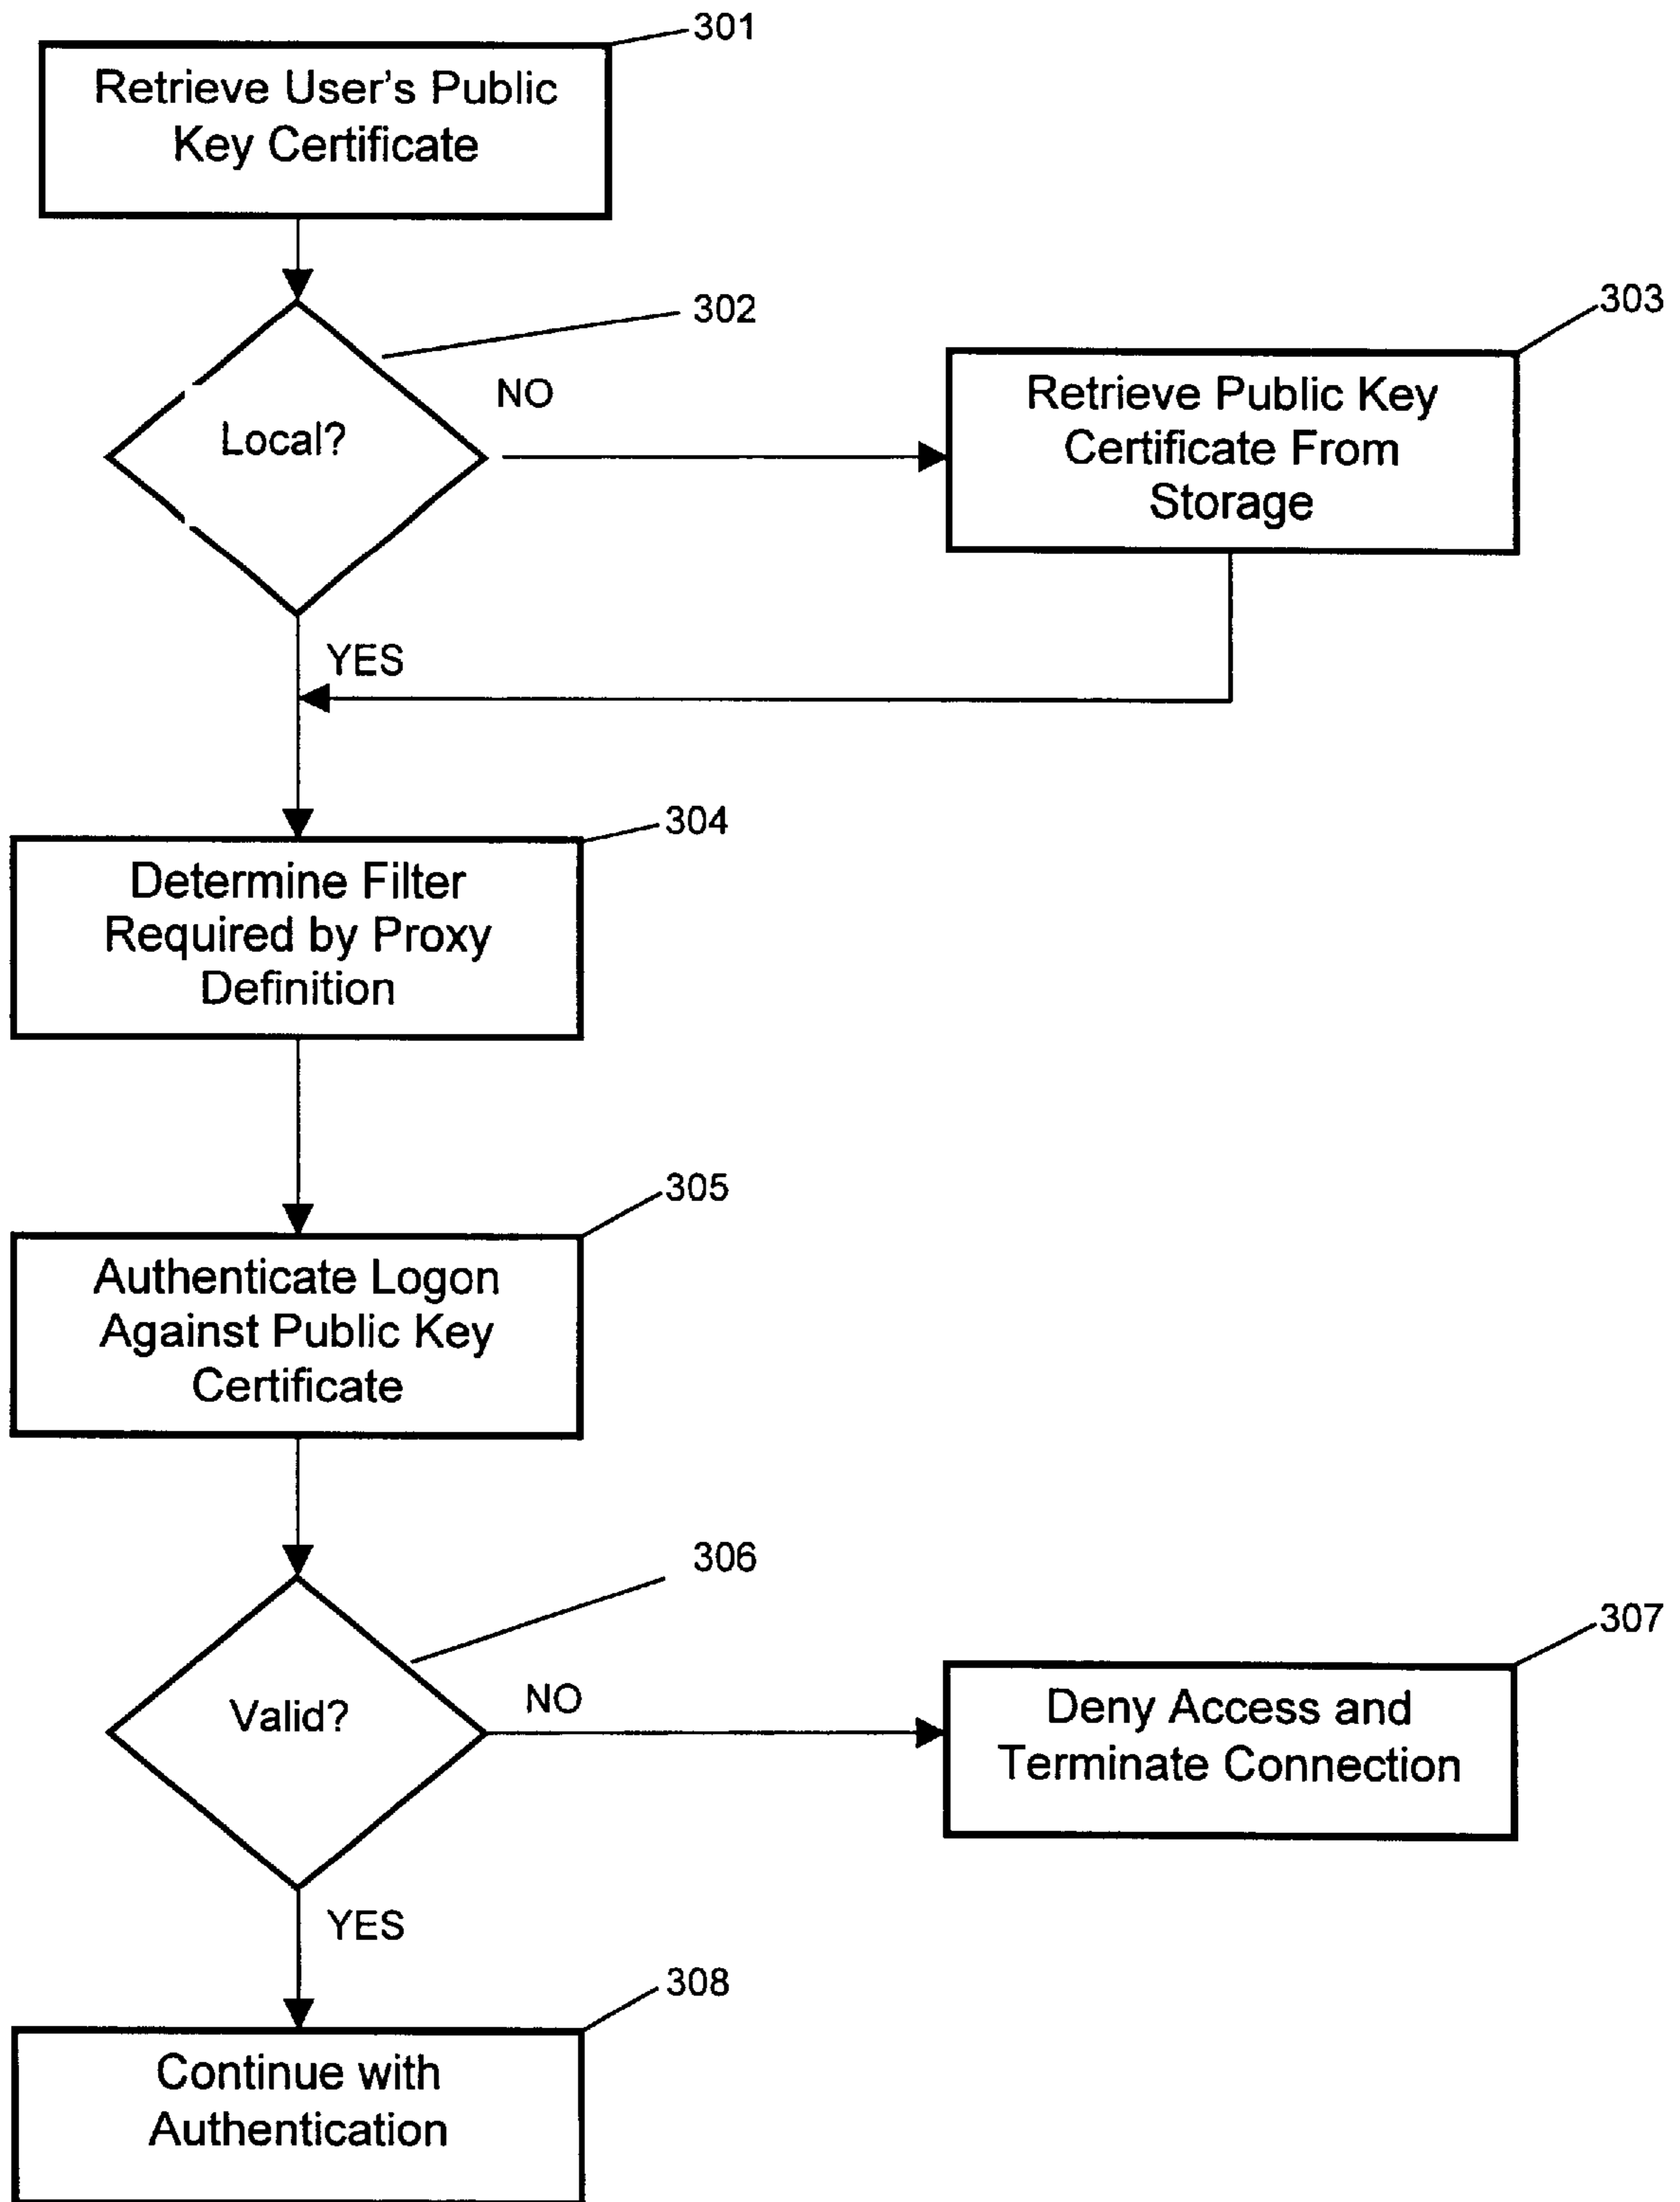 301
Retrieve User's Public
Key Certificate
302
303
NO
Local?
Retrieve Public Key
Certificate From
Storage
YES
304
Determine Filter
Required by Proxy
Definition
305
Authenticate Logon
Against Public Key
Certificate
306
307
NO
Valid?
Deny Access and
Terminate Connection
YES
308
Continue with
Authentication